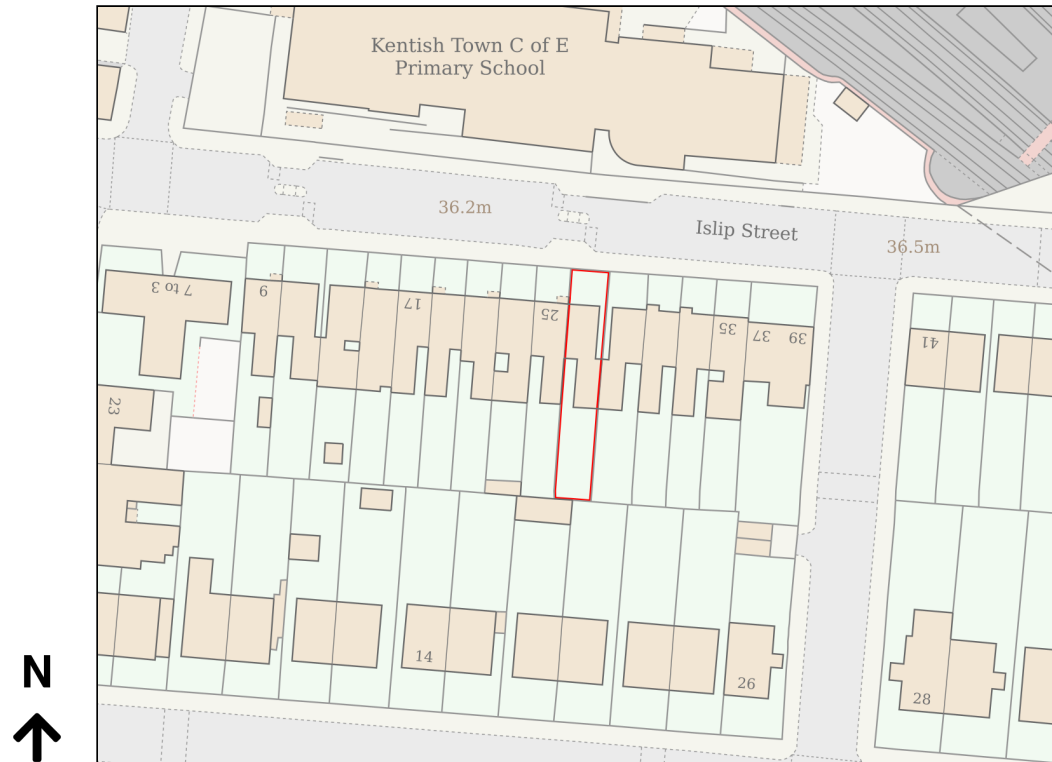 Kentish Town C of E
Primary School
36.2m
Islip Street
36.5m
7 to 3
9
17
25
35
37
39
41
23
14
26
28
N